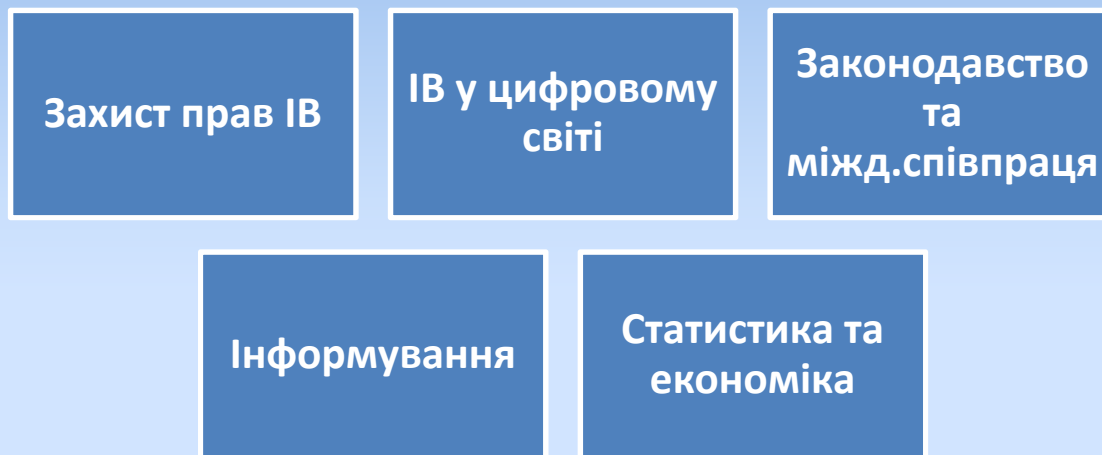 Захист прав ІВ
ІВ у цифровому
світі
Законодавство
та
міжд.співпраця
Інформування
Статистика та
економіка